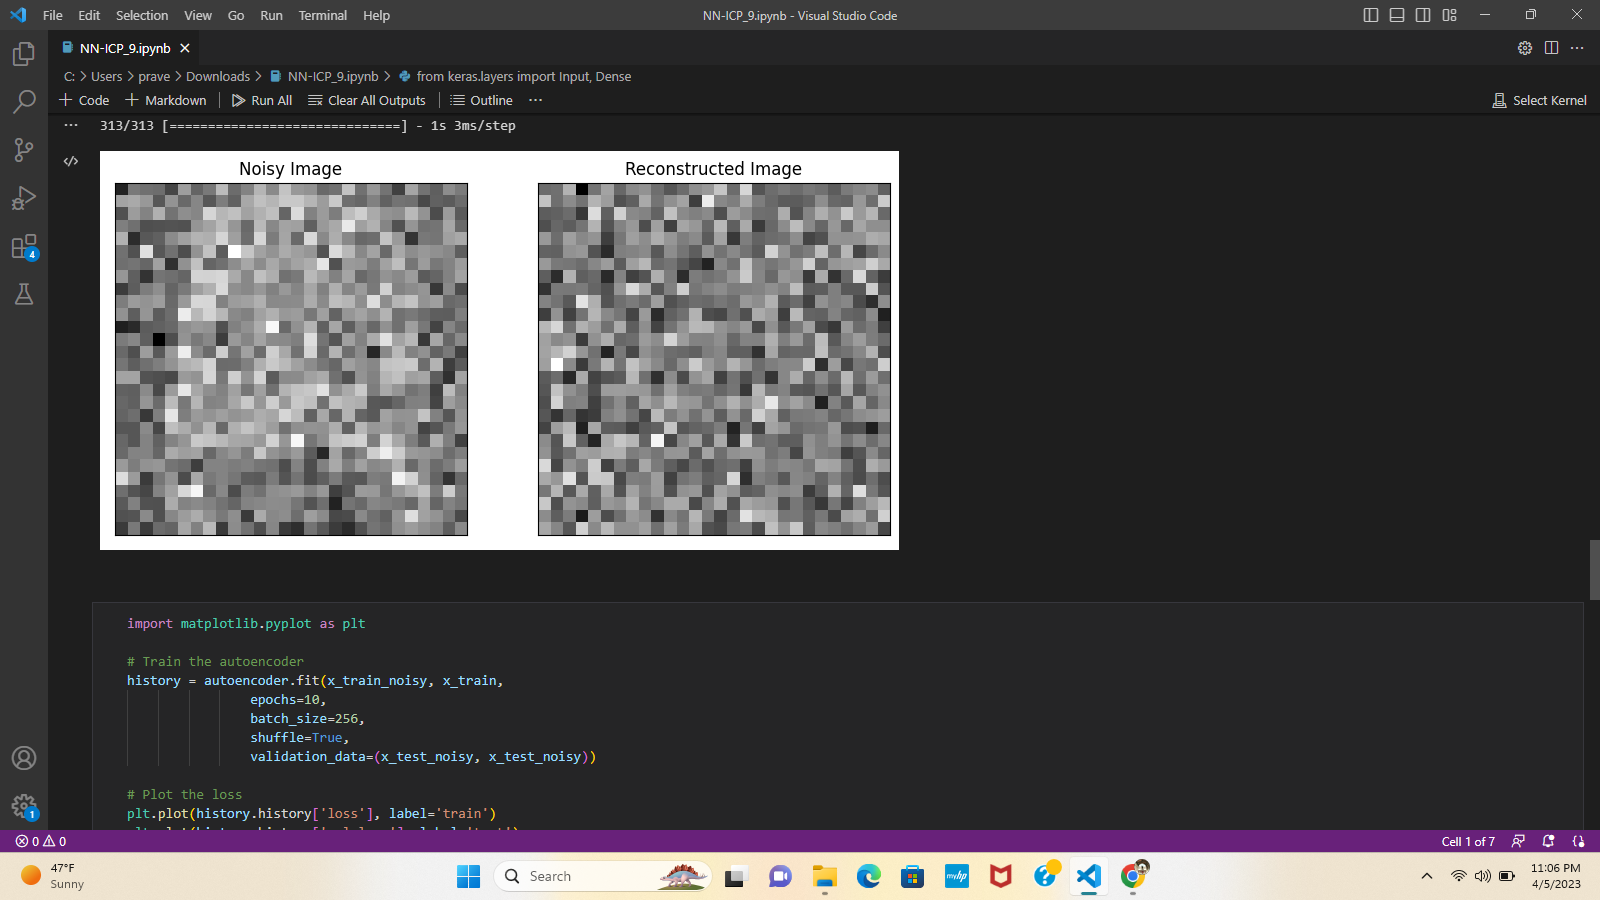 File Edit Selection View Go Run Terminal Help NN-ICP_9.ipynb - Visual Studio Code
NN-ICP_9.ipynb
C: > Users > prave > Downloads > NN-ICP_9.ipynb > from keras.layers import Input, Dense
+ Code + Markdown Run All Clear All Outputs Outline ... Select Kernel
... 313/313 [==============================] - 1s 3ms/step
Noisy Image Reconstructed Image
4
import matplotlib.pyplot as plt
# Train the autoencoder
history = autoencoder.fit(x_train_noisy, x_train,
epochs=10,
batch_size=256,
shuffle=True,
validation_data=(x_test_noisy, x_test_noisy))
# Plot the loss
plt.plot(history.history['loss'], label='train')
1
0 0 Cell 1 of 7
47°F
Sunny
Search
myhp
11:06 PM
4/5/2023